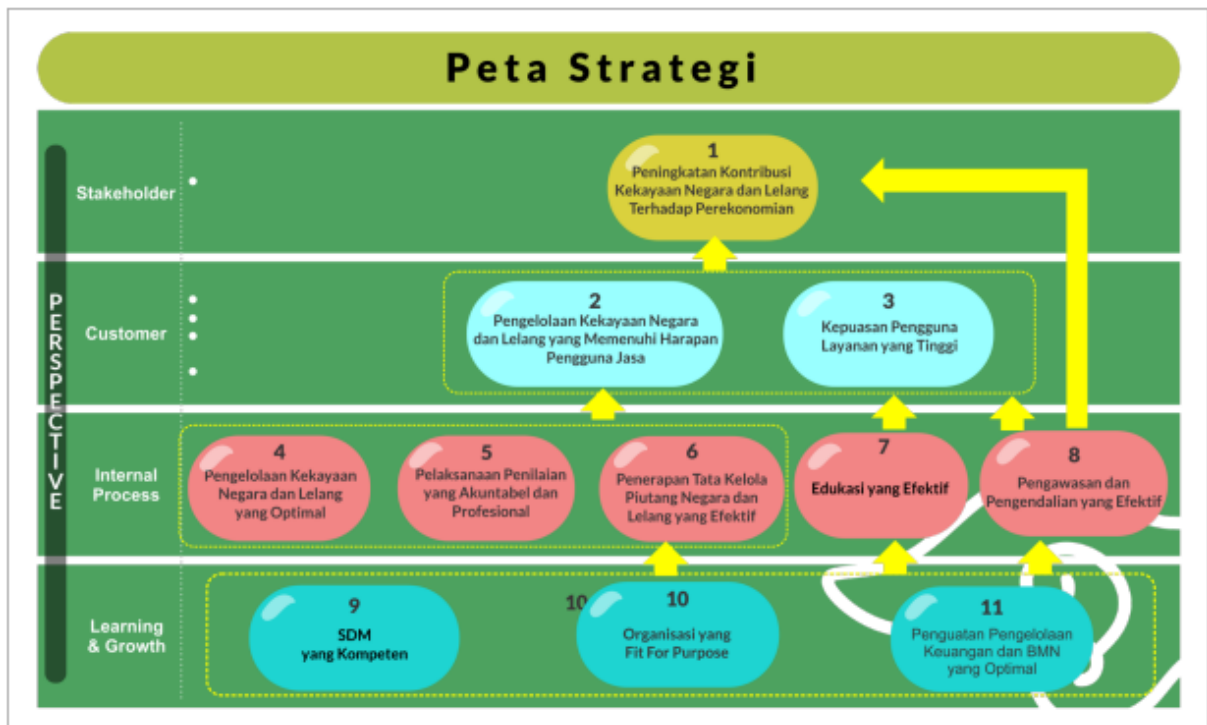 Peta Strategi
PERSPECTIVE
Stakeholder
1
Peningkatan Kontribusi
Kekayaan Negara dan Lelang
Terhadap Perekonomian
Customer
2
Pengelolaan Kekayaan Negara
dan Lelang yang Memenuhi Harapan
Pengguna Jasa
3
Kepuasan Pengguna
Layanan yang Tinggi
Internal
Process
4
Pengelolaan Kekayaan
Negara dan Lelang
yang Optimal
5
Pelaksanaan Penilaian
yang Akuntabel dan
Profesional
6
Penerapan Tata Kelola
Piutang Negara dan
Lelang yang Efektif
7
Edukasi yang Efektif
8
Pengawasan dan
Pengendalian yang Efektif
Learning
& Growth
9
SDM
yang Kompeten
10
10
Organisasi yang
Fit For Purpose
11
Penguatan Pengelolaan
Keuangan dan BMN
yang Optimal